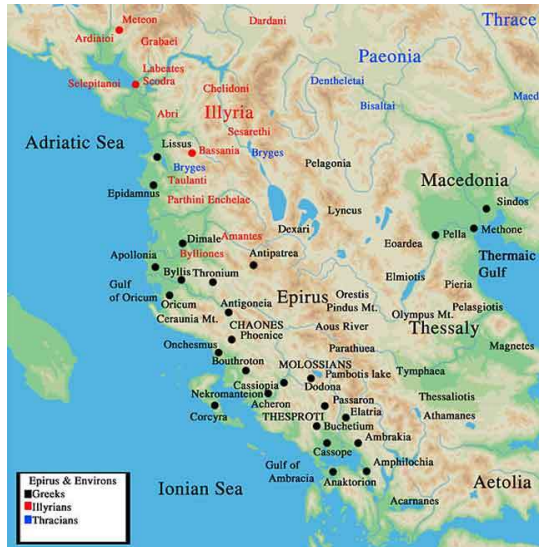 Meteon
Dardani
Thrace
Ardiaioi
Grabaei
Paeonia
Labeates
Selepitanoi
Scodra
Chelidoni
Dentheletai
Maed
Abri
Illyria
Bisaltai
Sesarethi
Adriatic Sea
Lissus
Bassania
Bryges
Bryges
Pelagonia
Taulanti
Macedonia
Epidamnus
Parthini Enchelae
Sindos
Lyncus
Dexari
Methone
Dimale
Amantes
Eoardea
Pella
Apollonia
Bylliones
Antipatrea
Thermaic
Gulf
Byllis
Thronium
Elmiotis
Gulf
of Oricum
Pieria
Oricum
Epirus
Orestis
Pindus Mt.
Pelasgiotis
Antigoneia
Olympus Mt.
Ceraunia Mt.
CHAONES
Aous River
Thessaly
Phoenice
Onchesmus
Parathuea
Magnetes
Bouthroton
MOLOSSIANS
Pambotis lake
Tymphaea
Cassiopia
Dodona
Nekromanteion
Acheron
Passaron
Thessaliotis
Corcyra
THESPROTI
Elatria
Athamanes
Buchetium
Ambrakia
Cassope
Gulf of
Ambracia
Amphilochia
Anaktorion
Aetolia
Ionian Sea
Acarnanes
Epirus & Environs
Greeks
Illyrians
Thracians